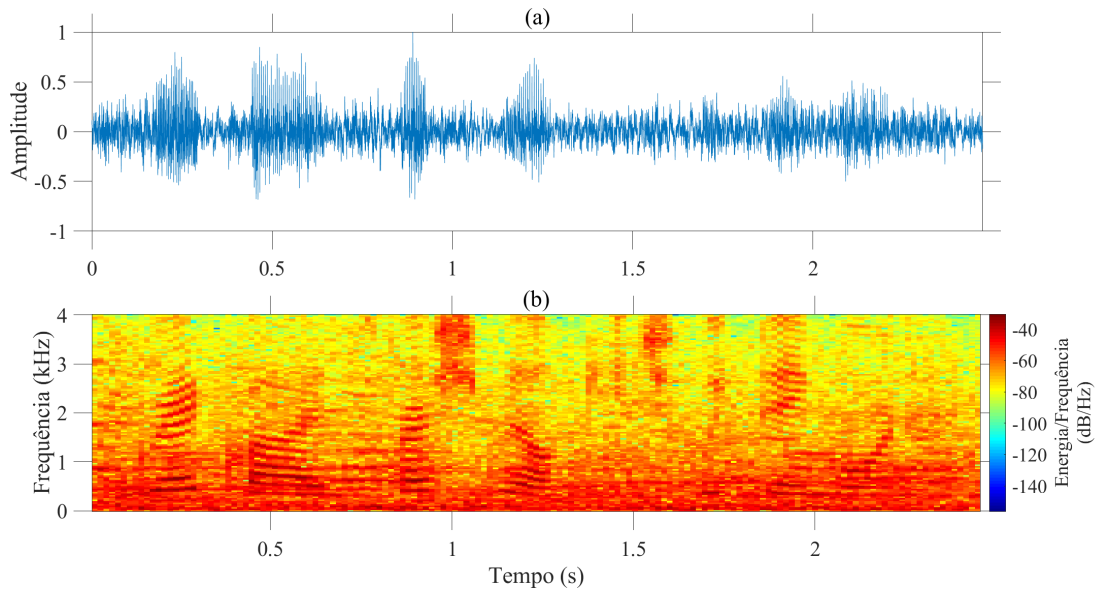 (a)
1
0.5
0
-0.5
-1
Amplitude
0 0.5 1 1.5 2
(b)
4
3
2
1
0
Frequência (kHz)
0.5 1 1.5 2
Tempo (s)
-40
-60
-80
-100
-120
-140
Energia/Frequência
(dB/Hz)